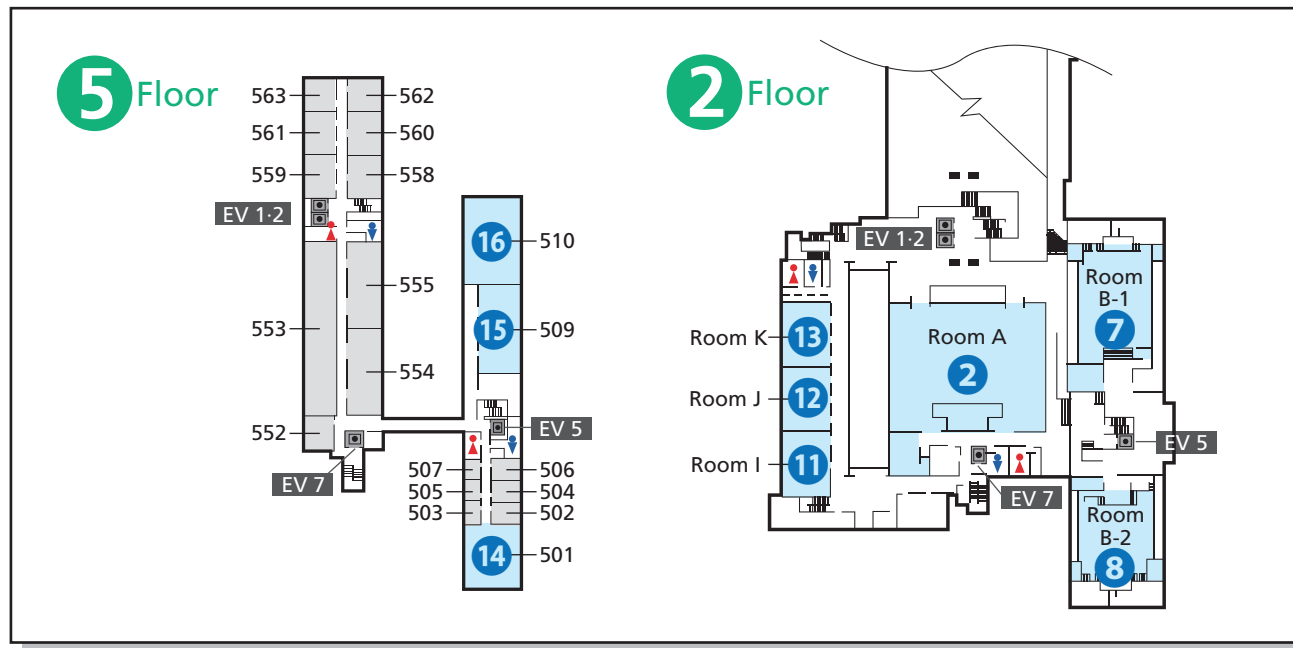 5 Floor
563
562
561
560
559
558
EV 1·2
16
510
555
553
15
509
554
552
EV 5
EV 7
507
506
505
504
503
502
14
501
2 Floor
EV 1·2
Room
B-1
7
Room K
13
Room A
2
Room J
12
EV 5
Room I
11
EV 7
Room
B-2
8